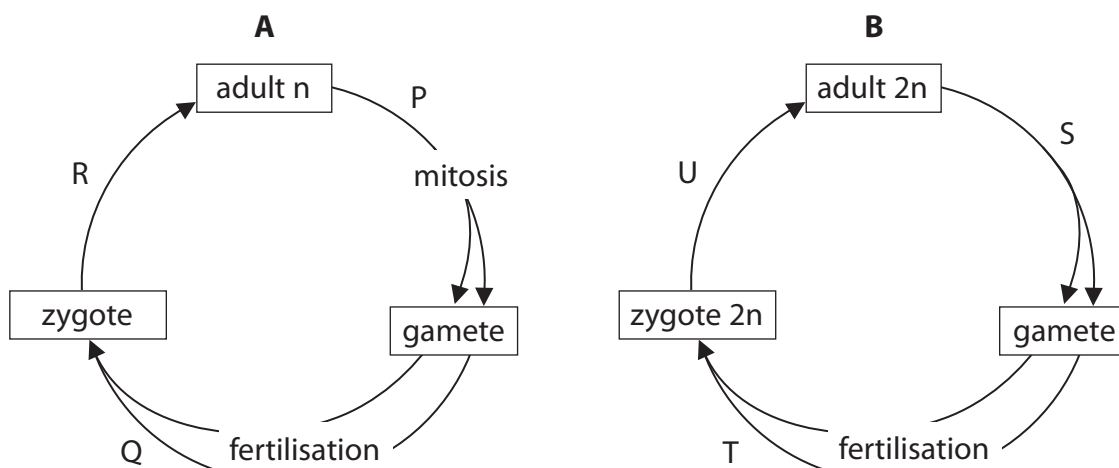 A
adult n
P
mitosis
R
zygote
gamete
Q
fertilisation
B
adult 2n
S
U
zygote 2n
gamete
T
fertilisation